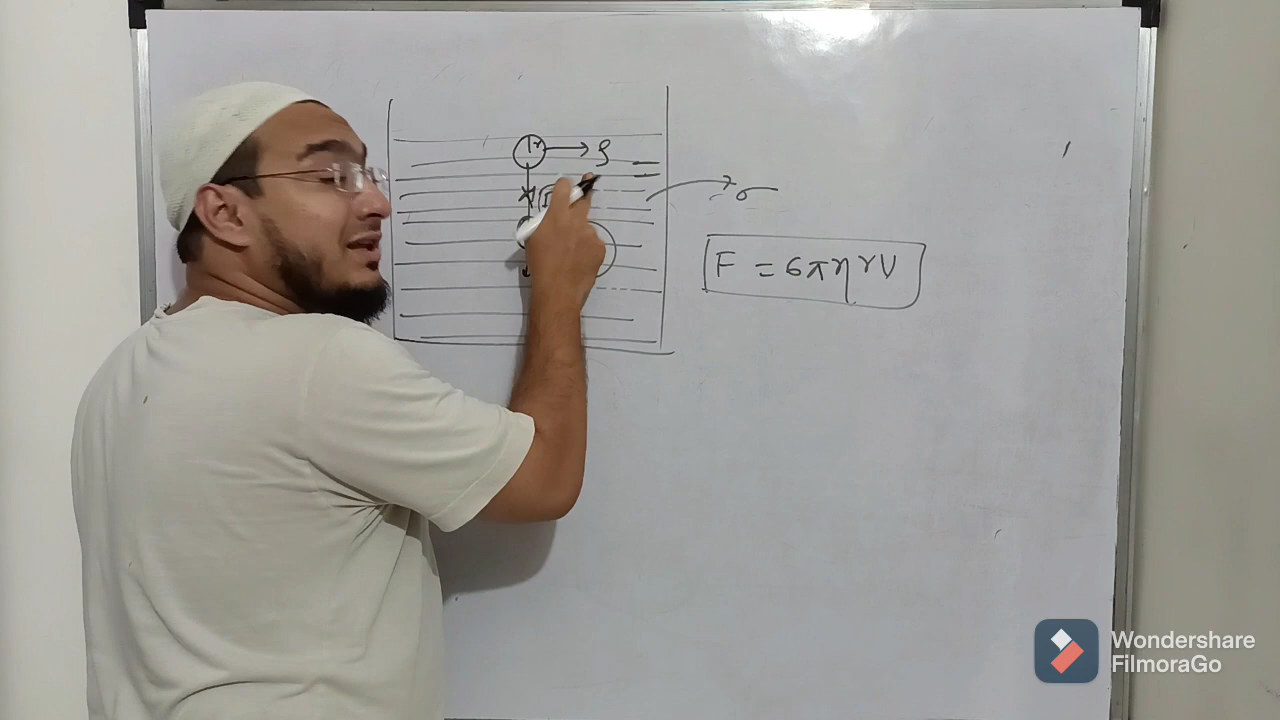 r → ρ
→ σ
F = 6πηrV
Wondershare
FilmoraGo